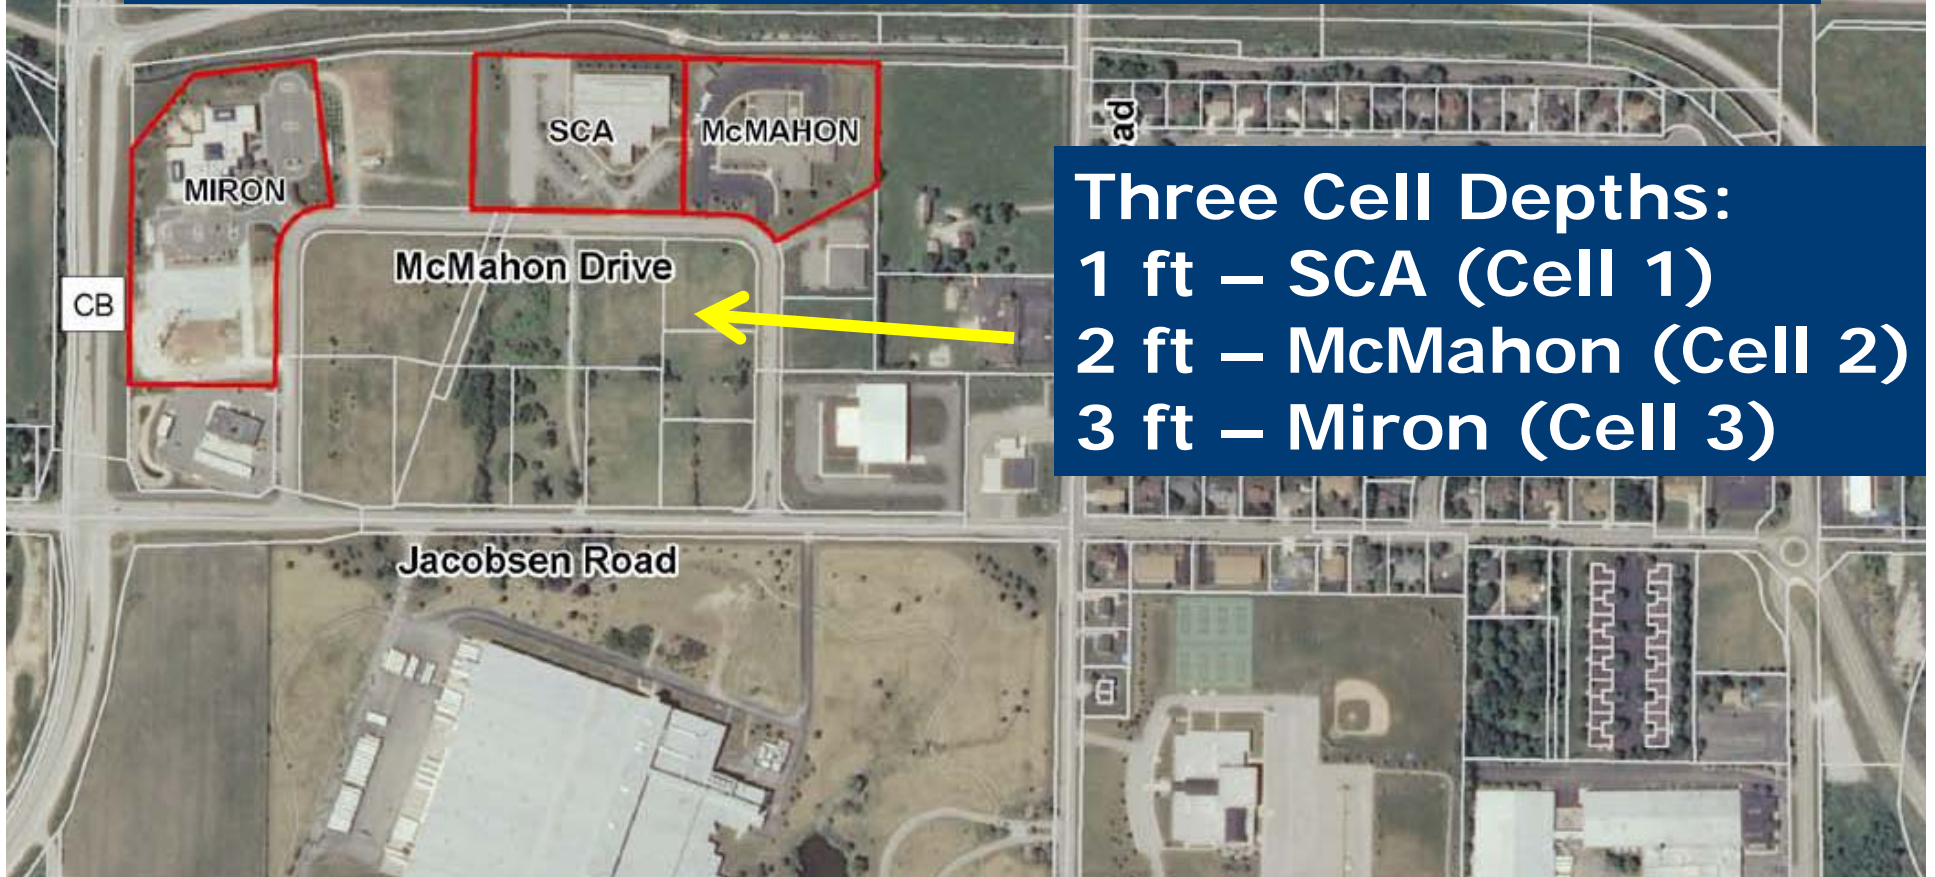 SCA
McMAHON
MIRON
McMahon Drive
CB
Three Cell Depths:
1 ft – SCA (Cell 1)
2 ft – McMahon (Cell 2)
3 ft – Miron (Cell 3)
Jacobsen Road